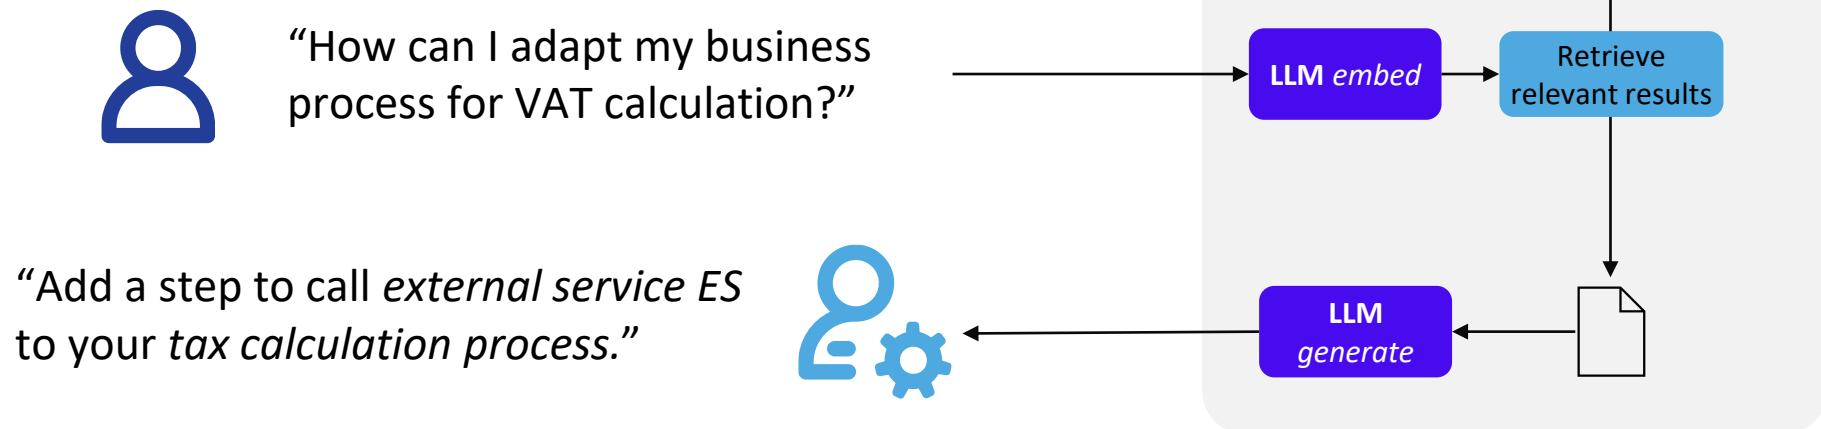 “How can I adapt my business
process for VAT calculation?”
LLM embed
Retrieve
relevant results
“Add a step to call external service ES
to your tax calculation process.”
LLM
generate